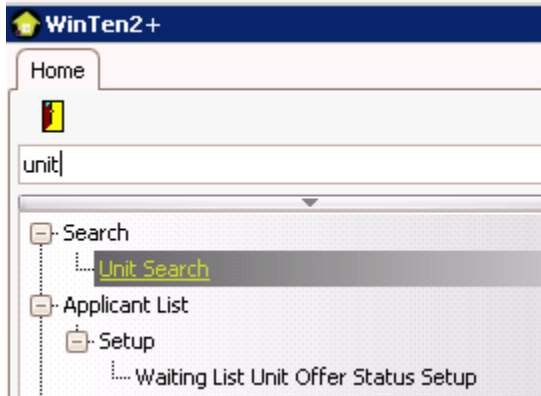 WinTen2+
Home
unit
Search
Unit Search
Applicant List
Setup
Waiting List Unit Offer Status Setup